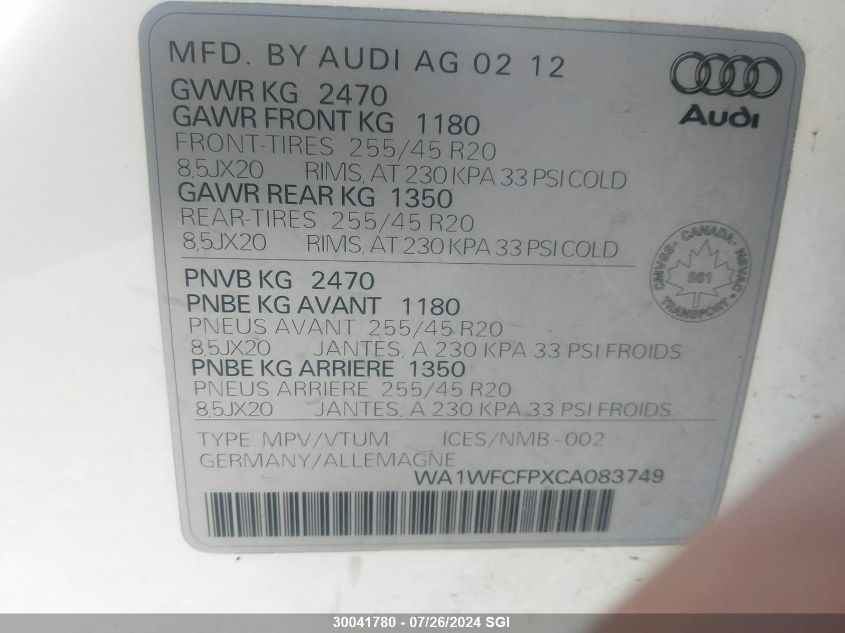 MFD. BY AUDI AG 02 12
Audi
GVWR KG 2470
GAWR FRONT KG 1180
FRONT-TIRES 255/45 R20
8,5JX20 RIMS, AT 230 KPA 33 PSI COLD
GAWR REAR KG 1350
REAR-TIRES 255/45 R20
8,5JX20 RIMS, AT 230 KPA 33 PSI COLD
CMVSS- CANADA- NSVAC
961
TRANSPORT
PNVB KG 2470
PNBE KG AVANT 1180
PNEUS AVANT 255/45 R20
8,5JX20 JANTES, A 230 KPA 33 PSI FROIDS
PNBE KG ARRIERE 1350
PNEUS ARRIERE 255/45 R20
8,5JX20 JANTES, A 230 KPA 33 PSI FROIDS
TYPE MPV/VTUM ICES/NMB-002
GERMANY/ALLEMAGNE
WA1WFCFPXCA083749
30041780 - 07/26/2024 SGI